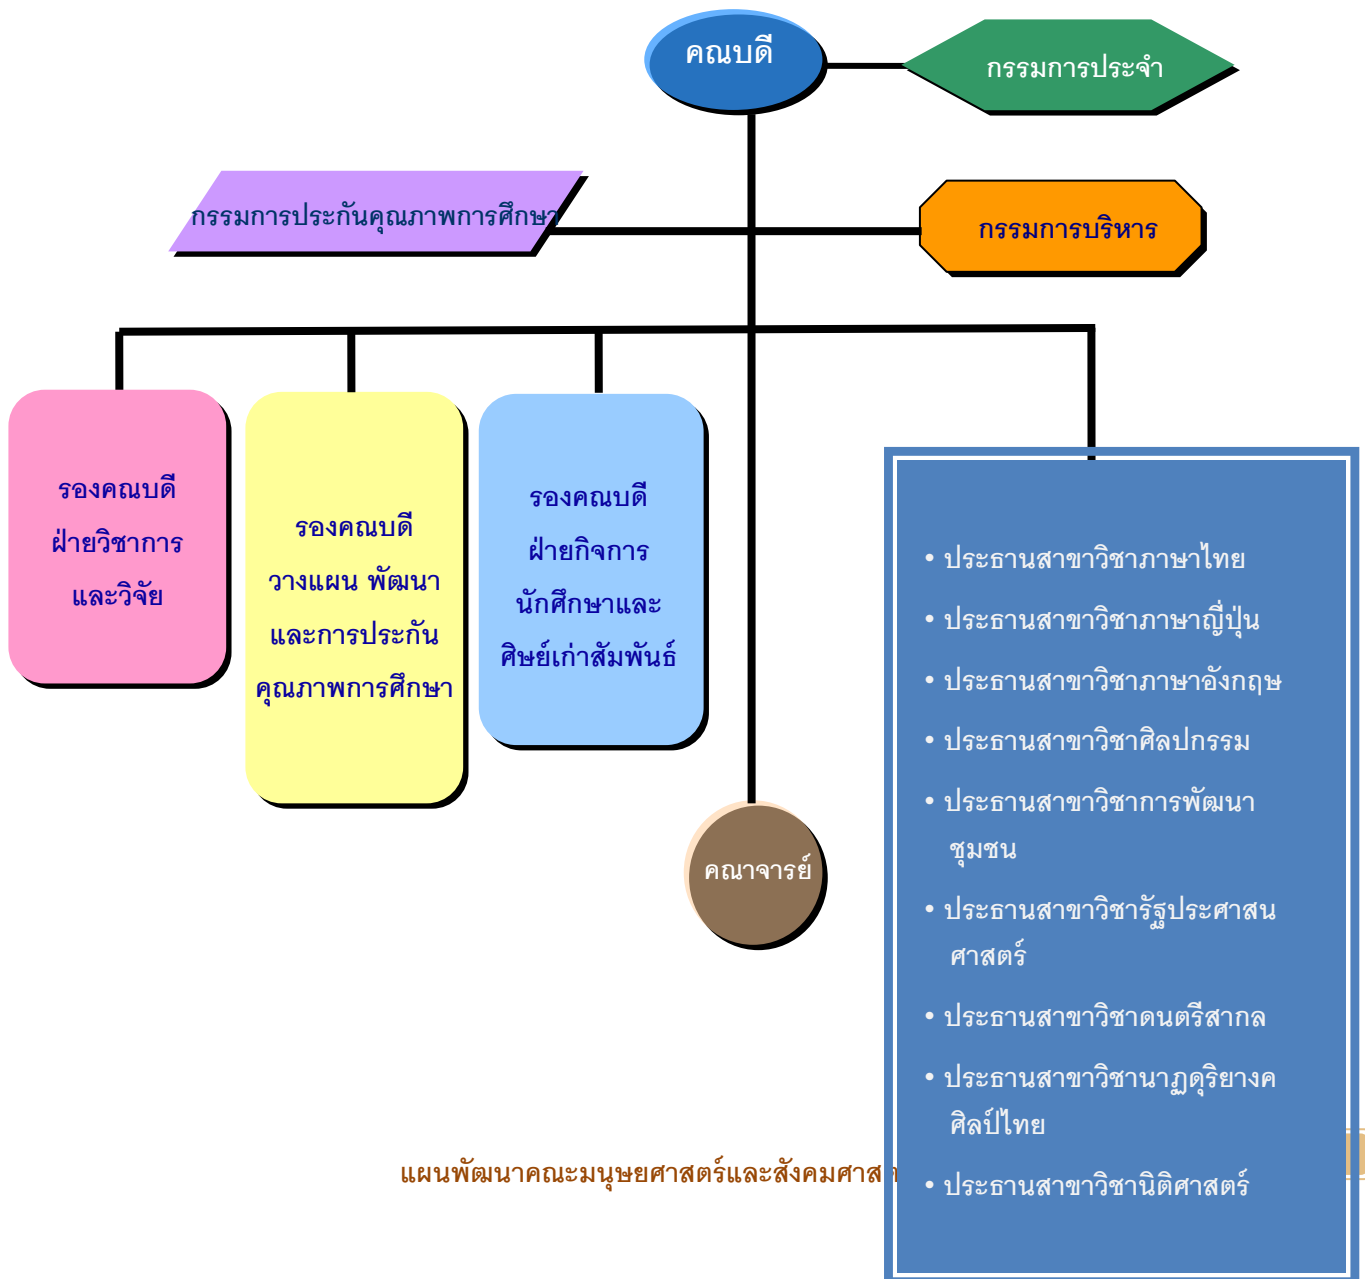 คณบดี
กรรมการประจำ
กรรมการประกันคุณภาพการศึกษา
กรรมการบริหาร
รองคณบดี
ฝ่ายวิชาการ
และวิจัย
รองคณบดี
วางแผน พัฒนา
และการประกัน
คุณภาพการศึกษา
รองคณบดี
ฝ่ายกิจการ
นักศึกษาและ
ศิษย์เก่าสัมพันธ์
คณาจารย์
• ประธานสาขาวิชาภาษาไทย
• ประธานสาขาวิชาภาษาญี่ปุ่น
• ประธานสาขาวิชาภาษาอังกฤษ
• ประธานสาขาวิชาศิลปกรรม
• ประธานสาขาวิชาการพัฒนา
ชุมชน
• ประธานสาขาวิชารัฐประศาสน
ศาสตร์
• ประธานสาขาวิชาดนตรีสากล
• ประธานสาขาวิชานาฏดุริยางค
ศิลป์ไทย
• ประธานสาขาวิชานิติศาสตร์
แผนพัฒนาคณะมนุษยศาสตร์และสังคมศาส